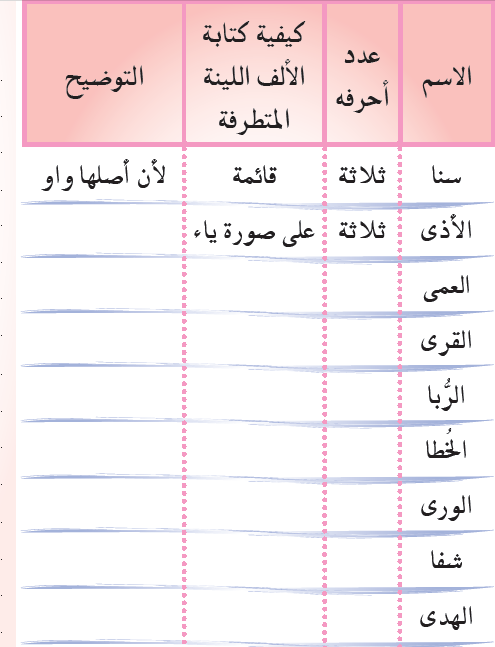 الاسم عدد أحرفه كيفية كتابة الألف اللينة المتطرفة التوضيح
سنا ثلاثة قائمة لأن أصلها واو
الأذى ثلاثة على صورة ياء
العمى
القرى
الرُّبا
الخُطا
الورى
شفا
الهدى